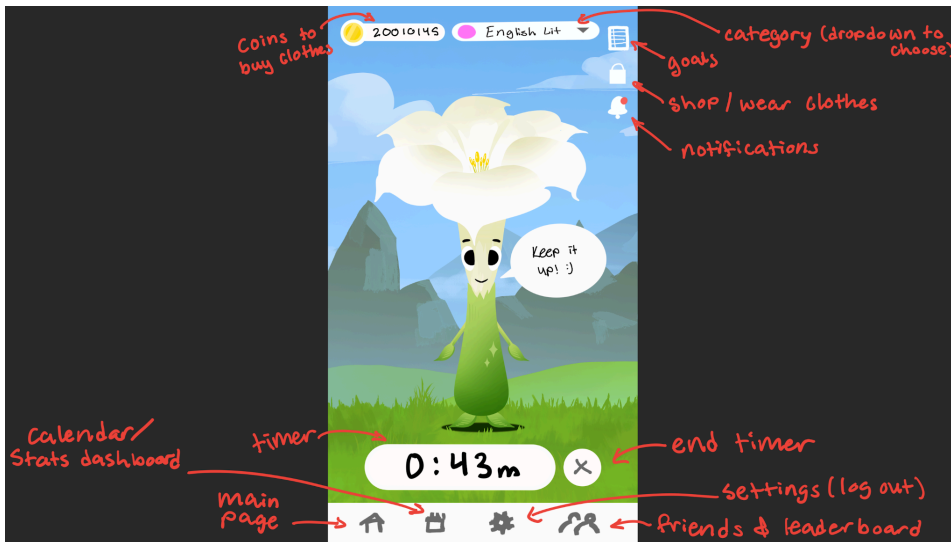 coins to
buy clothes
20010145
English Lit
category (dropdown to
choose)
goals
shop / wear clothes
notifications
Keep it
up! :)
calendar/
Stats dashboard
timer
0:43m
end timer
main
page
settings (log out)
friends & leaderboard